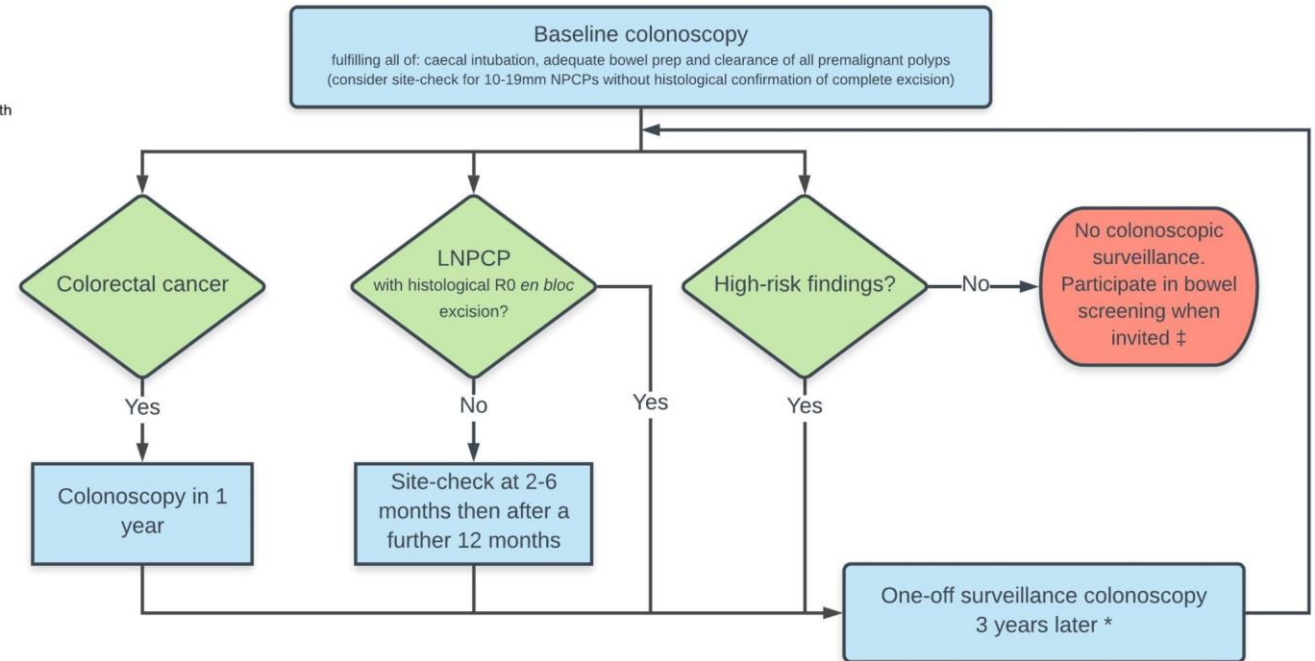 Baseline colonoscopy
fulfilling all of: caecal intubation, adequate bowel prep and clearance of all premalignant polyps
(consider site-check for 10-19mm NPCPs without histological confirmation of complete excision)
th
Colorectal cancer
LNPCP
with histological R0 en bloc
excision?
High-risk findings?
No
No colonoscopic
surveillance.
Participate in bowel
screening when
invited ‡
Yes
No
Yes
Yes
Colonoscopy in 1
year
Site-check at 2-6
months then after a
further 12 months
One-off surveillance colonoscopy
3 years later *